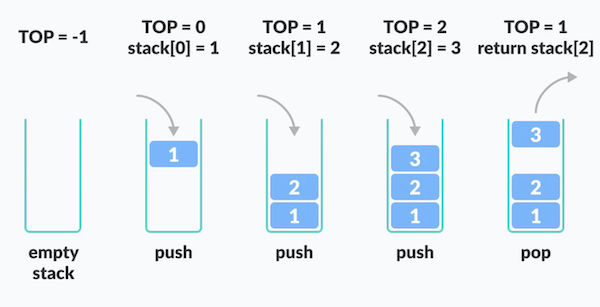 TOP = -1
TOP = 0
stack[0] = 1
TOP = 1
stack[1] = 2
TOP = 2
stack[2] = 3
TOP = 1
return stack[2]
1
2
1
3
2
1
3
2
1
empty
stack
push
push
push
pop